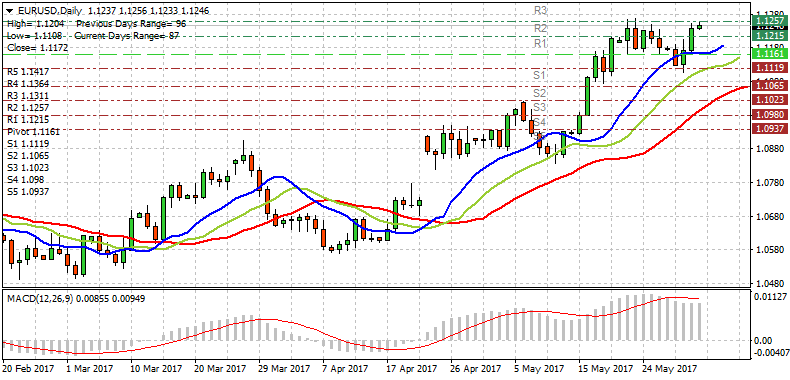 EURUSD,Daily 1.1237 1.1256 1.1233 1.1246
High= 1.1204 Previous Days Range= 96
Low= 1.1108 Current Days Range= 87
Close= 1.1172
R5 1.1417
R4 1.1364
R3 1.1311
R2 1.1257
R1 1.1215
Pivot 1.1161
S1 1.1119
S2 1.1065
S3 1.1023
S4 1.098
S5 1.0937
R3
R2
R1
S1
S2
S3
S4
1.1280
1.1257
1.1215
1.1180
1.1161
1.1119
1.1065
1.1023
1.0980
1.0937
1.0880
1.0780
1.0680
1.0580
1.0480
MACD(12,26,9) 0.00855 0.00949
0.01127
0.00
-0.00407
20 Feb 2017 1 Mar 2017 10 Mar 2017 20 Mar 2017 29 Mar 2017 7 Apr 2017 17 Apr 2017 26 Apr 2017 5 May 2017 15 May 2017 24 May 2017